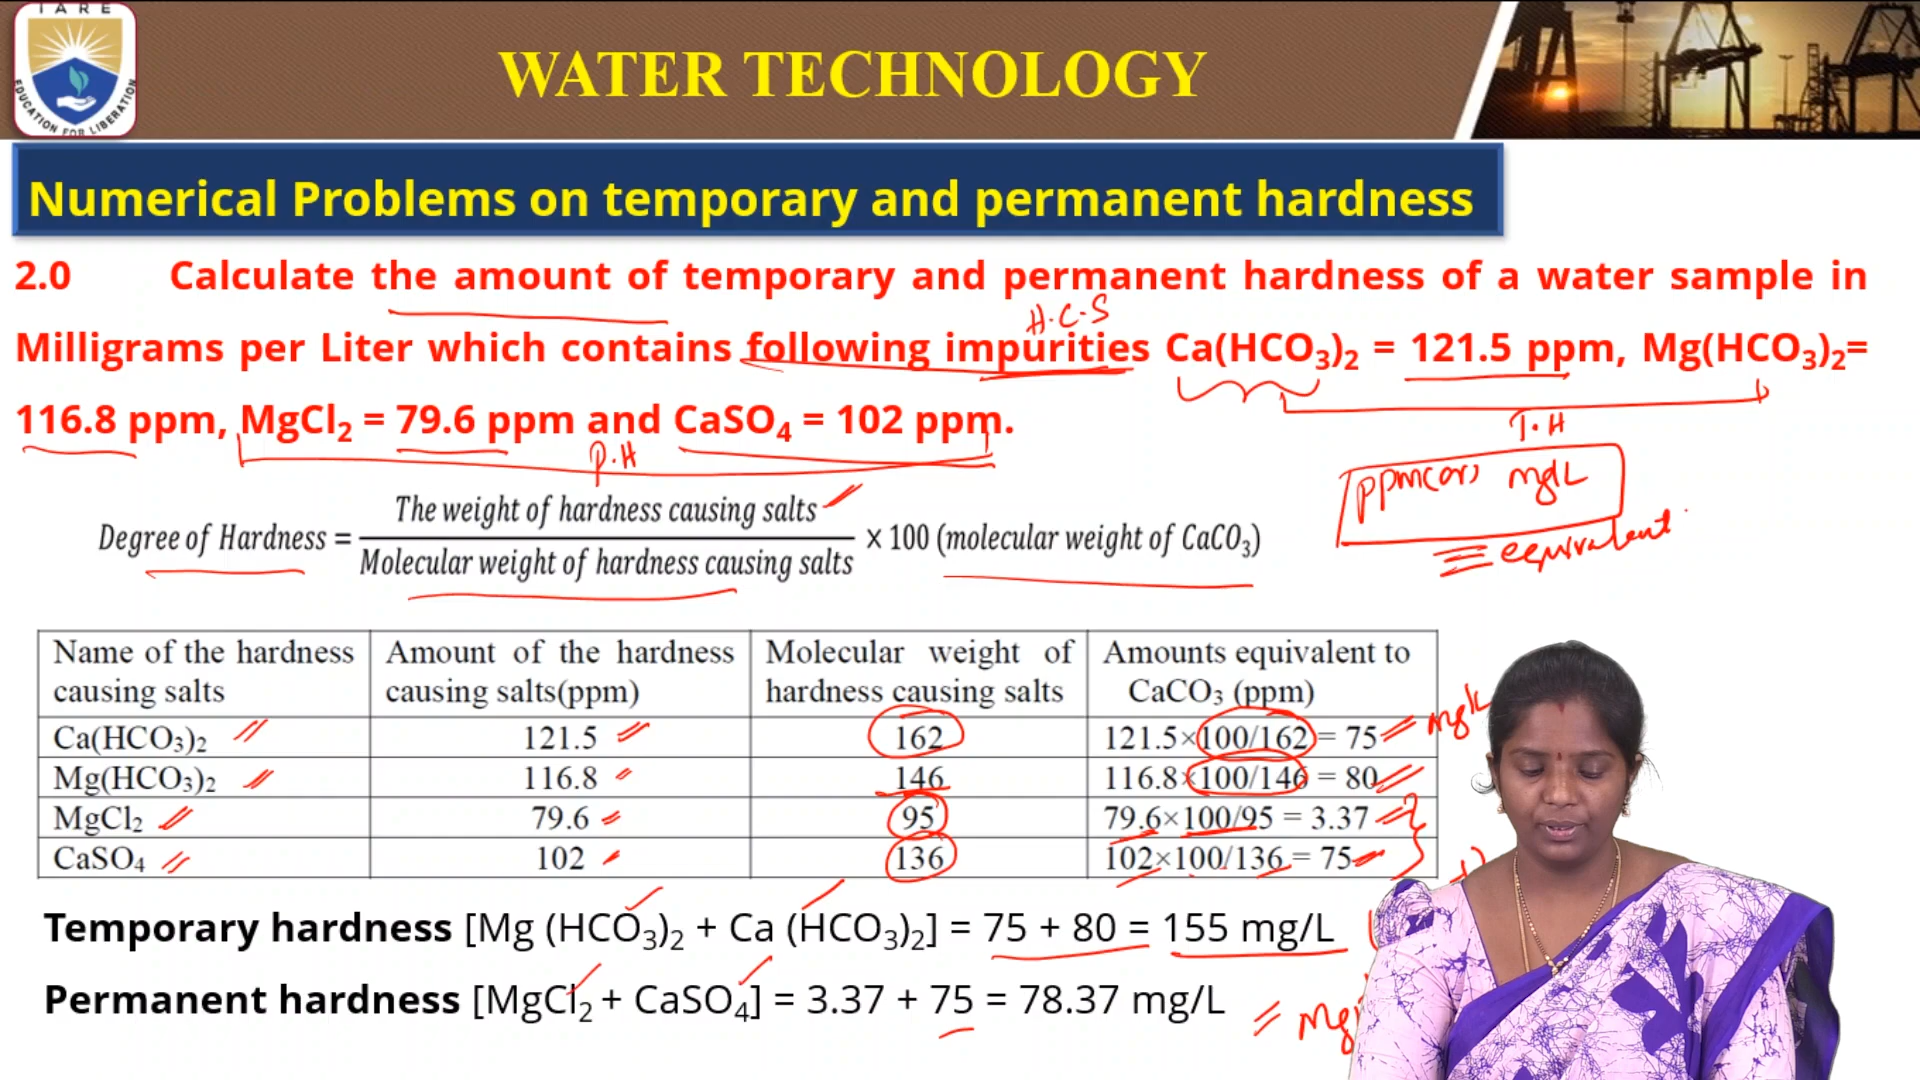 IARE
EDUCATION FOR LIBERATION
WATER TECHNOLOGY
Numerical Problems on temporary and permanent hardness
2.0 Calculate the amount of temporary and permanent hardness of a water sample in
H.C.S
Milligrams per Liter which contains following impurities Ca(HCO₃)₂ = 121.5 ppm, Mg(HCO₃)₂=
116.8 ppm, MgCl₂ = 79.6 ppm and CaSO₄ = 102 ppm.
T.H
P.H
ppm(or) mg/L
≡ equivalent
Degree of Hardness = The weight of hardness causing salts / Molecular weight of hardness causing salts × 100 (molecular weight of CaCO₃)
Name of the hardness causing salts | Amount of the hardness causing salts(ppm) | Molecular weight of hardness causing salts | Amounts equivalent to CaCO₃ (ppm)
Ca(HCO₃)₂ | 121.5 | 162 | 121.5×100/162 = 75 mg/L
Mg(HCO₃)₂ | 116.8 | 146 | 116.8×100/146 = 80
MgCl₂ | 79.6 | 95 | 79.6×100/95 = 3.37
CaSO₄ | 102 | 136 | 102×100/136 = 75
Temporary hardness [Mg (HCO₃)₂ + Ca (HCO₃)₂] = 75 + 80 = 155 mg/L
Permanent hardness [MgCl₂ + CaSO₄] = 3.37 + 75 = 78.37 mg/L